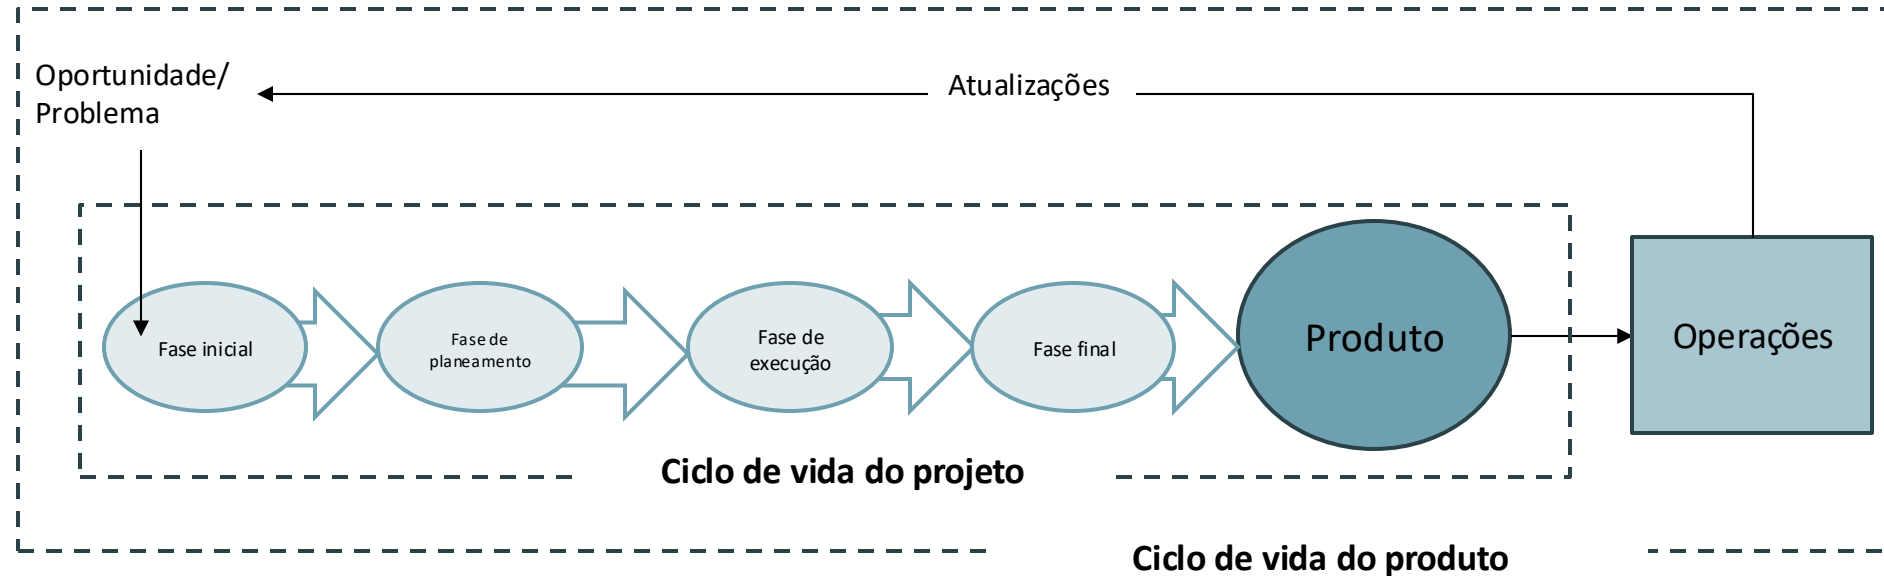 Oportunidade/
Problema
Atualizações
Fase inicial
Fase de
planeamento
Fase de
execução
Fase final
Produto
Operações
Ciclo de vida do projeto
Ciclo de vida do produto